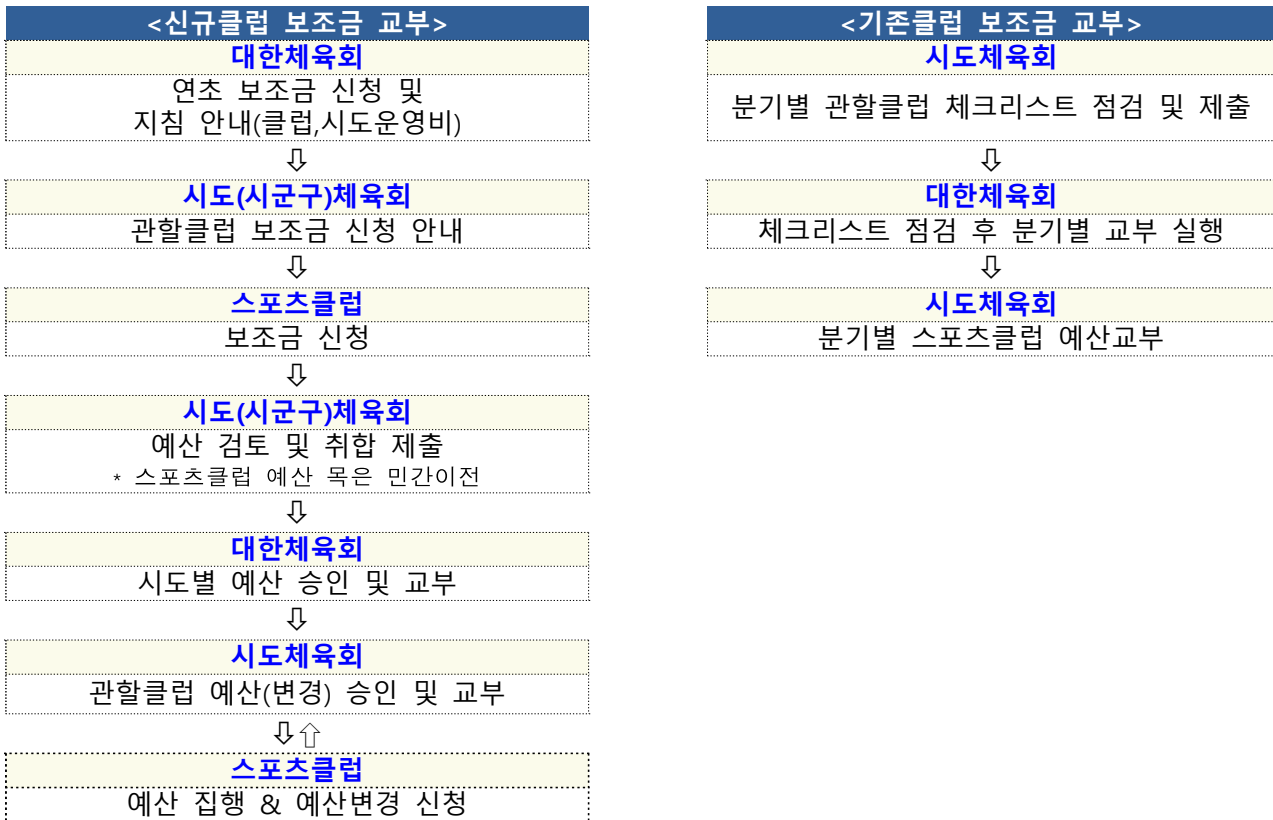 <신규클럽 보조금 교부>
대한체육회
연초 보조금 신청 및
지침 안내(클럽,시도운영비)
⇩
시도(시군구)체육회
관할클럽 보조금 신청 안내
⇩
스포츠클럽
보조금 신청
⇩
시도(시군구)체육회
예산 검토 및 취합 제출
* 스포츠클럽 예산 목은 민간이전
⇩
대한체육회
시도별 예산 승인 및 교부
⇩
시도체육회
관할클럽 예산(변경) 승인 및 교부
⇩⇧
스포츠클럽
예산 집행 & 예산변경 신청
<기존클럽 보조금 교부>
시도체육회
분기별 관할클럽 체크리스트 점검 및 제출
⇩
대한체육회
체크리스트 점검 후 분기별 교부 실행
⇩
시도체육회
분기별 스포츠클럽 예산교부